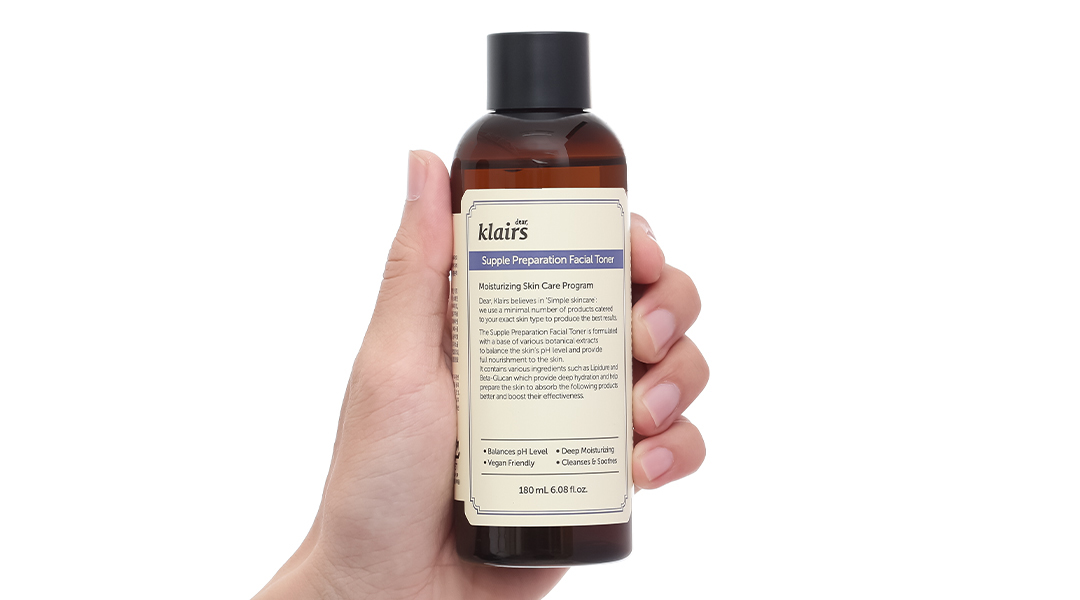 dear,
klairs
Supple Preparation Facial Toner
Moisturizing Skin Care Program
Dear, Klairs believes in 'Simple skincare':
we use a minimal number of products catered
to your exact skin type to produce the best results.
The Supple Preparation Facial Toner is formulated
with a base of various botanical extracts
to balance the skin's pH level and provide
full nourishment to the skin.
It contains various ingredients such as Lipidure and
Beta-Glucan which provide deep hydration and help
prepare the skin to absorb the following products
better and boost their effectiveness.
• Balances pH Level • Deep Moisturizing
• Vegan Friendly • Cleanses & Soothes
180 mL 6.08 fl.oz.